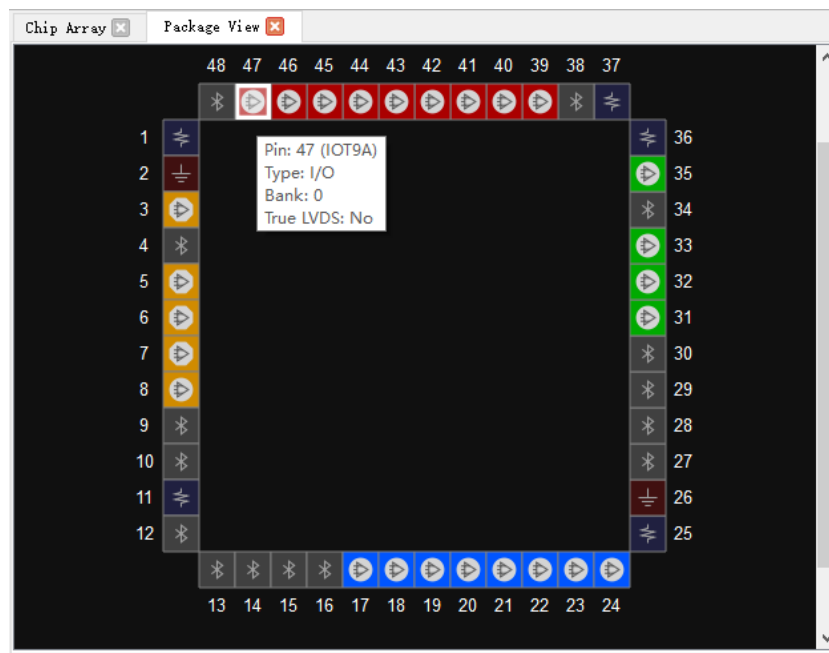 Chip Array Package View
48 47 46 45 44 43 42 41 40 39 38 37
1 36
Pin: 47 (IOT9A)
Type: I/O
Bank: 0
True LVDS: No
2 35
3 34
4 33
5 32
6 31
7 30
8 29
9 28
10 27
11 26
12 25
13 14 15 16 17 18 19 20 21 22 23 24